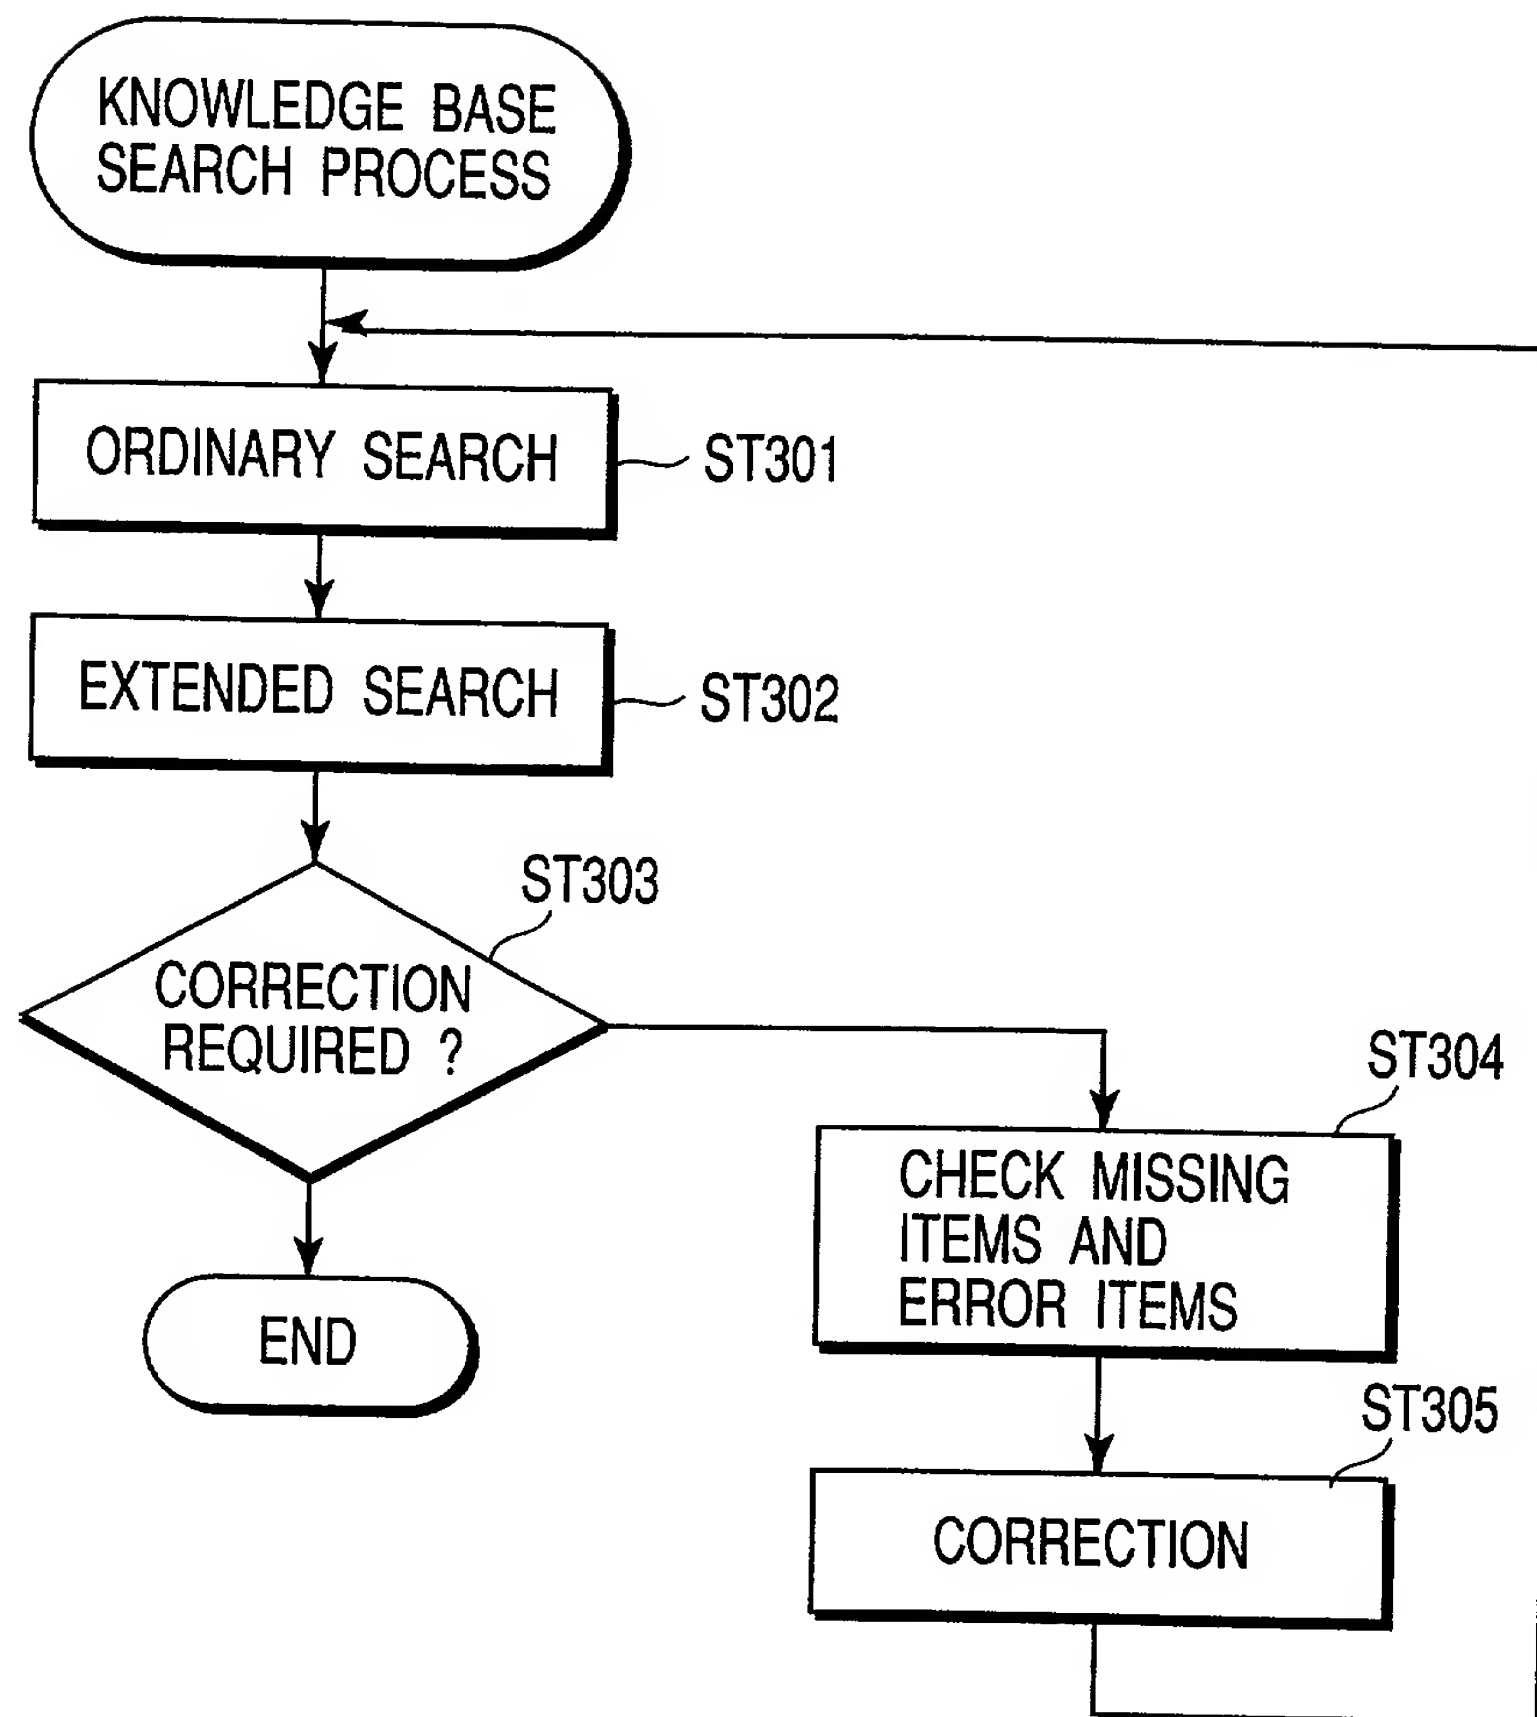 KNOWLEDGE BASE
SEARCH PROCESS
ORDINARY SEARCH
ST301
EXTENDED SEARCH
ST302
ST303
CORRECTION
REQUIRED ?
ST304
CHECK MISSING
ITEMS AND
ERROR ITEMS
END
ST305
CORRECTION